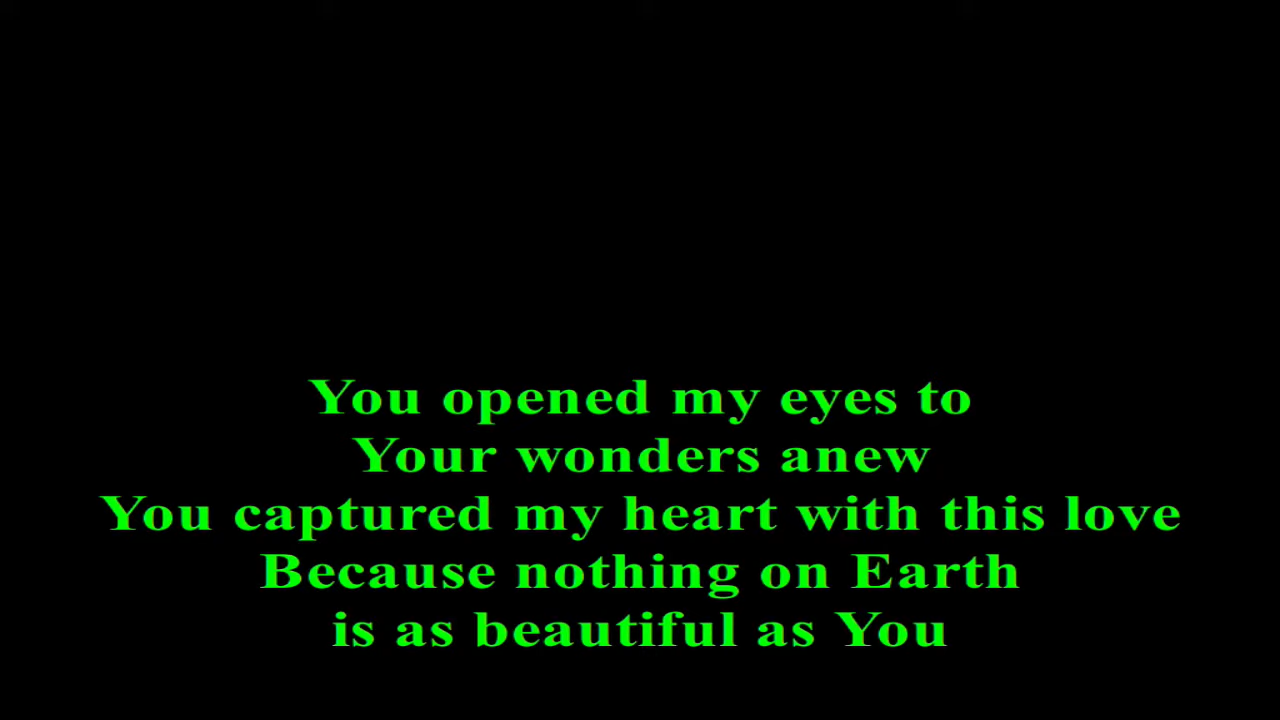 You opened my eyes to
Your wonders anew
You captured my heart with this love
Because nothing on Earth
is as beautiful as You